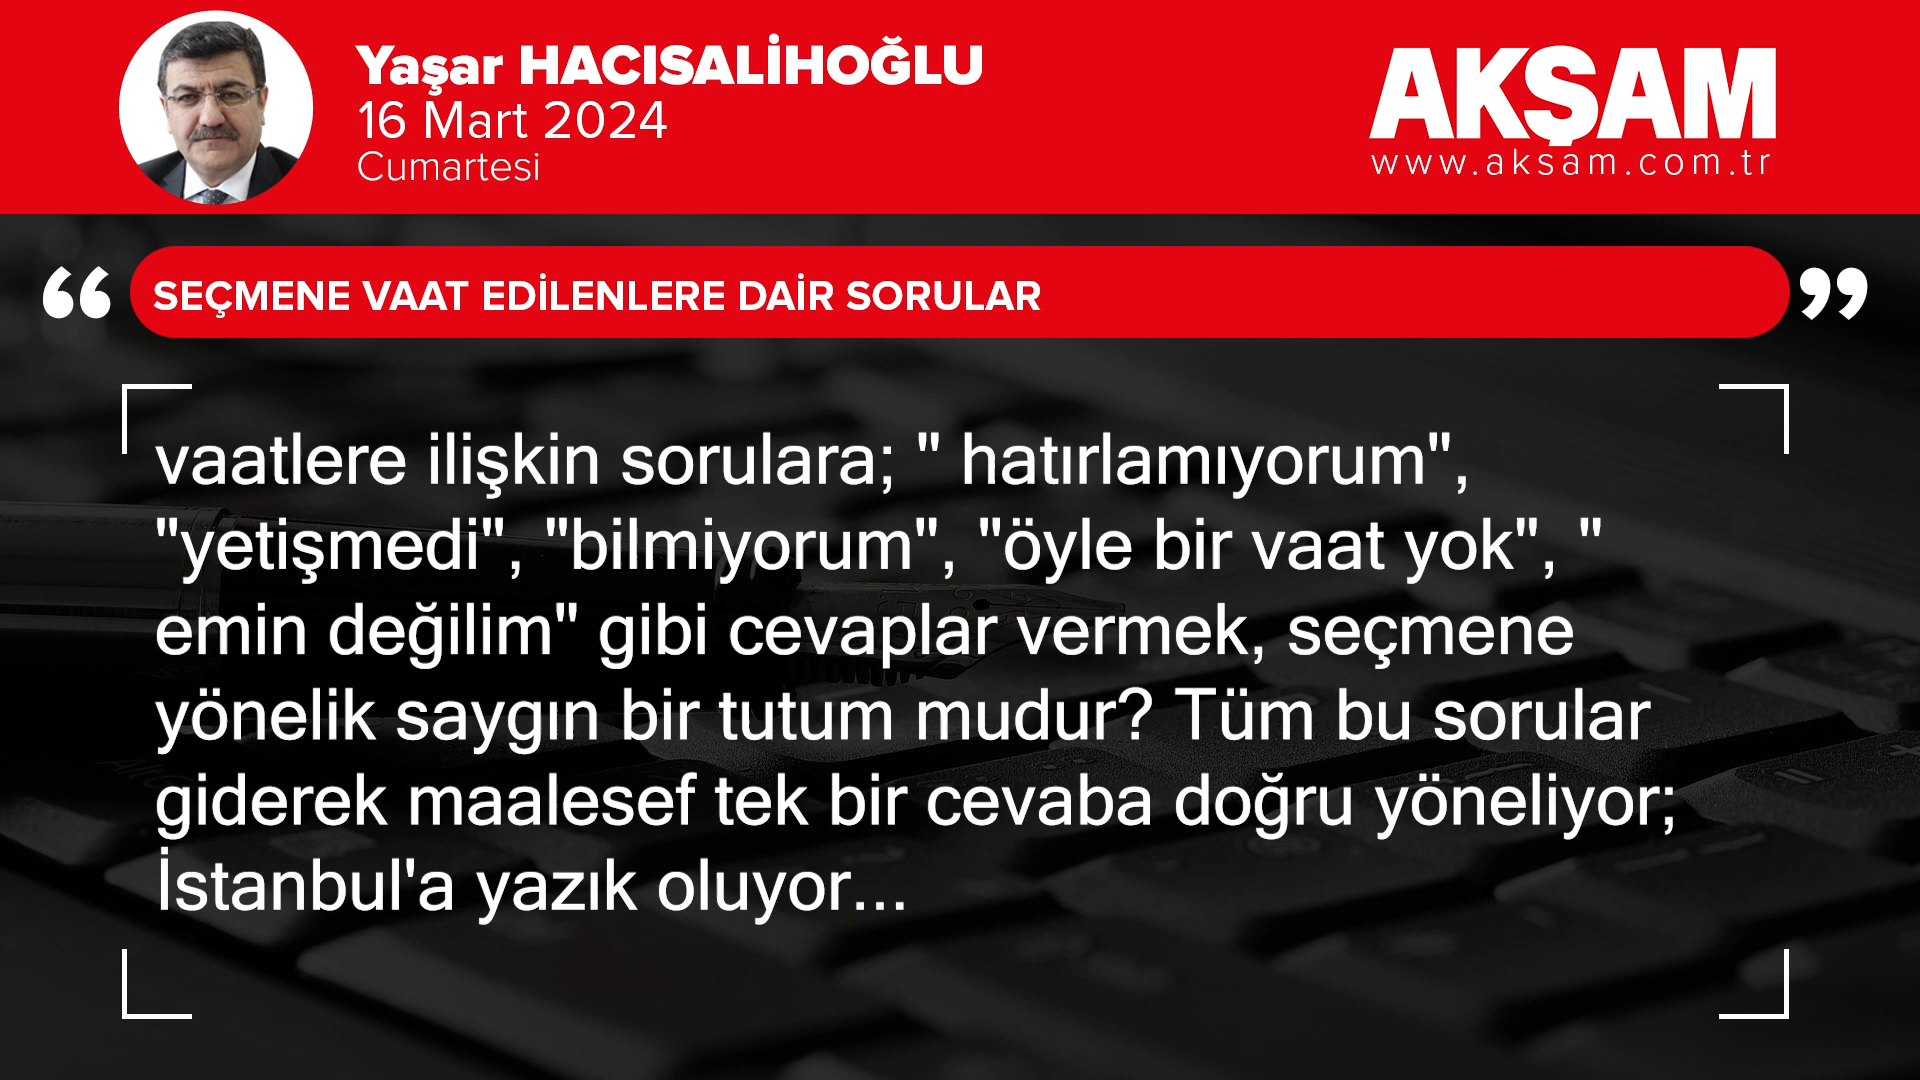 Yaşar HACISALİHOĞLU
16 Mart 2024
Cumartesi
AKŞAM
www.aksam.com.tr
“ SEÇMENE VAAT EDİLENLERE DAİR SORULAR ”
vaatlere ilişkin sorulara; " hatırlamıyorum",
"yetişmedi", "bilmiyorum", "öyle bir vaat yok", "
emin değilim" gibi cevaplar vermek, seçmene
yönelik saygın bir tutum mudur? Tüm bu sorular
giderek maalesef tek bir cevaba doğru yöneliyor;
İstanbul'a yazık oluyor...